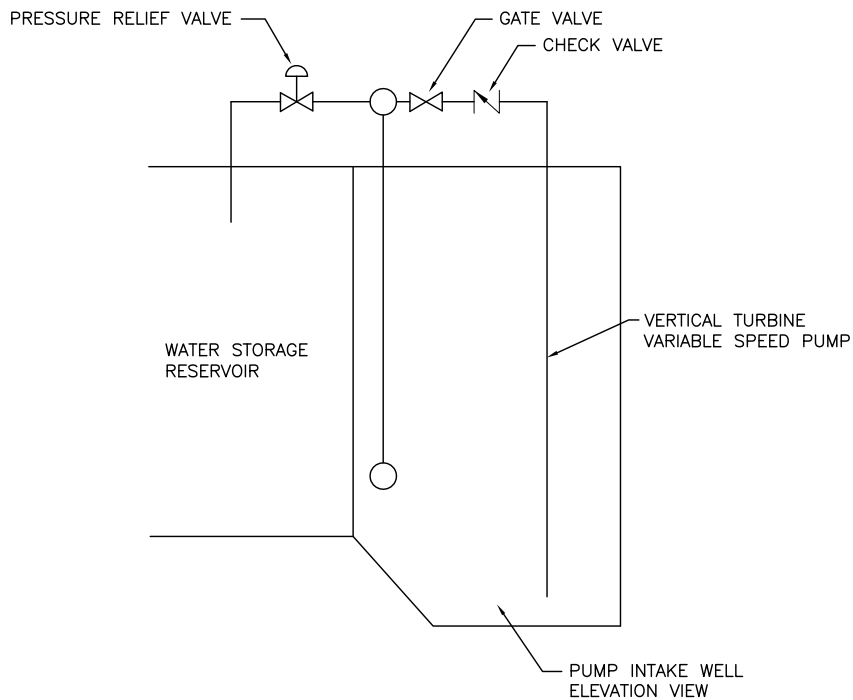 PRESSURE RELIEF VALVE
GATE VALVE
CHECK VALVE
WATER STORAGE
RESERVOIR
VERTICAL TURBINE
VARIABLE SPEED PUMP
PUMP INTAKE WELL
ELEVATION VIEW